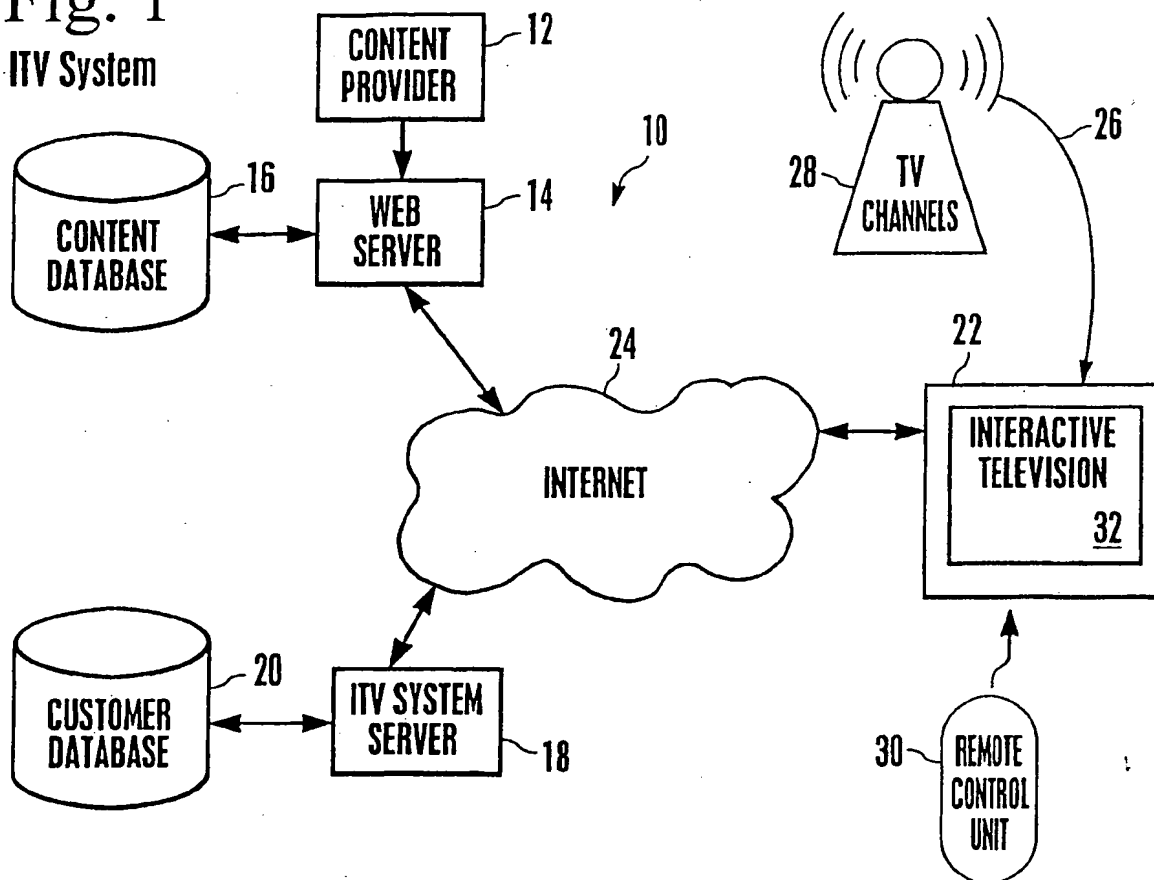 Fig. 1
ITV System
CONTENT
PROVIDER
12
10
16
CONTENT
DATABASE
WEB
SERVER
14
28
TV
CHANNELS
26
24
INTERNET
22
INTERACTIVE
TELEVISION
32
20
CUSTOMER
DATABASE
ITV SYSTEM
SERVER
18
30
REMOTE
CONTROL
UNIT